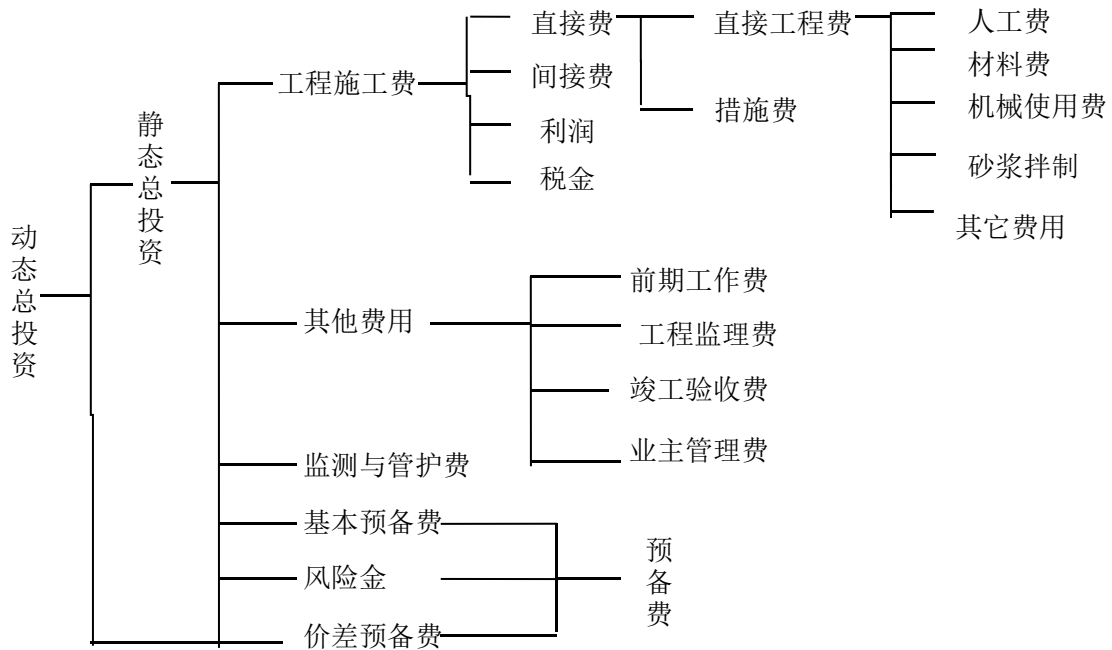 动态总投资
静态总投资
工程施工费
直接费
直接工程费
人工费
材料费
机械使用费
砂浆拌制
其它费用
措施费
间接费
利润
税金
其他费用
前期工作费
工程监理费
竣工验收费
业主管理费
监测与管护费
基本预备费
风险金
价差预备费
预备费